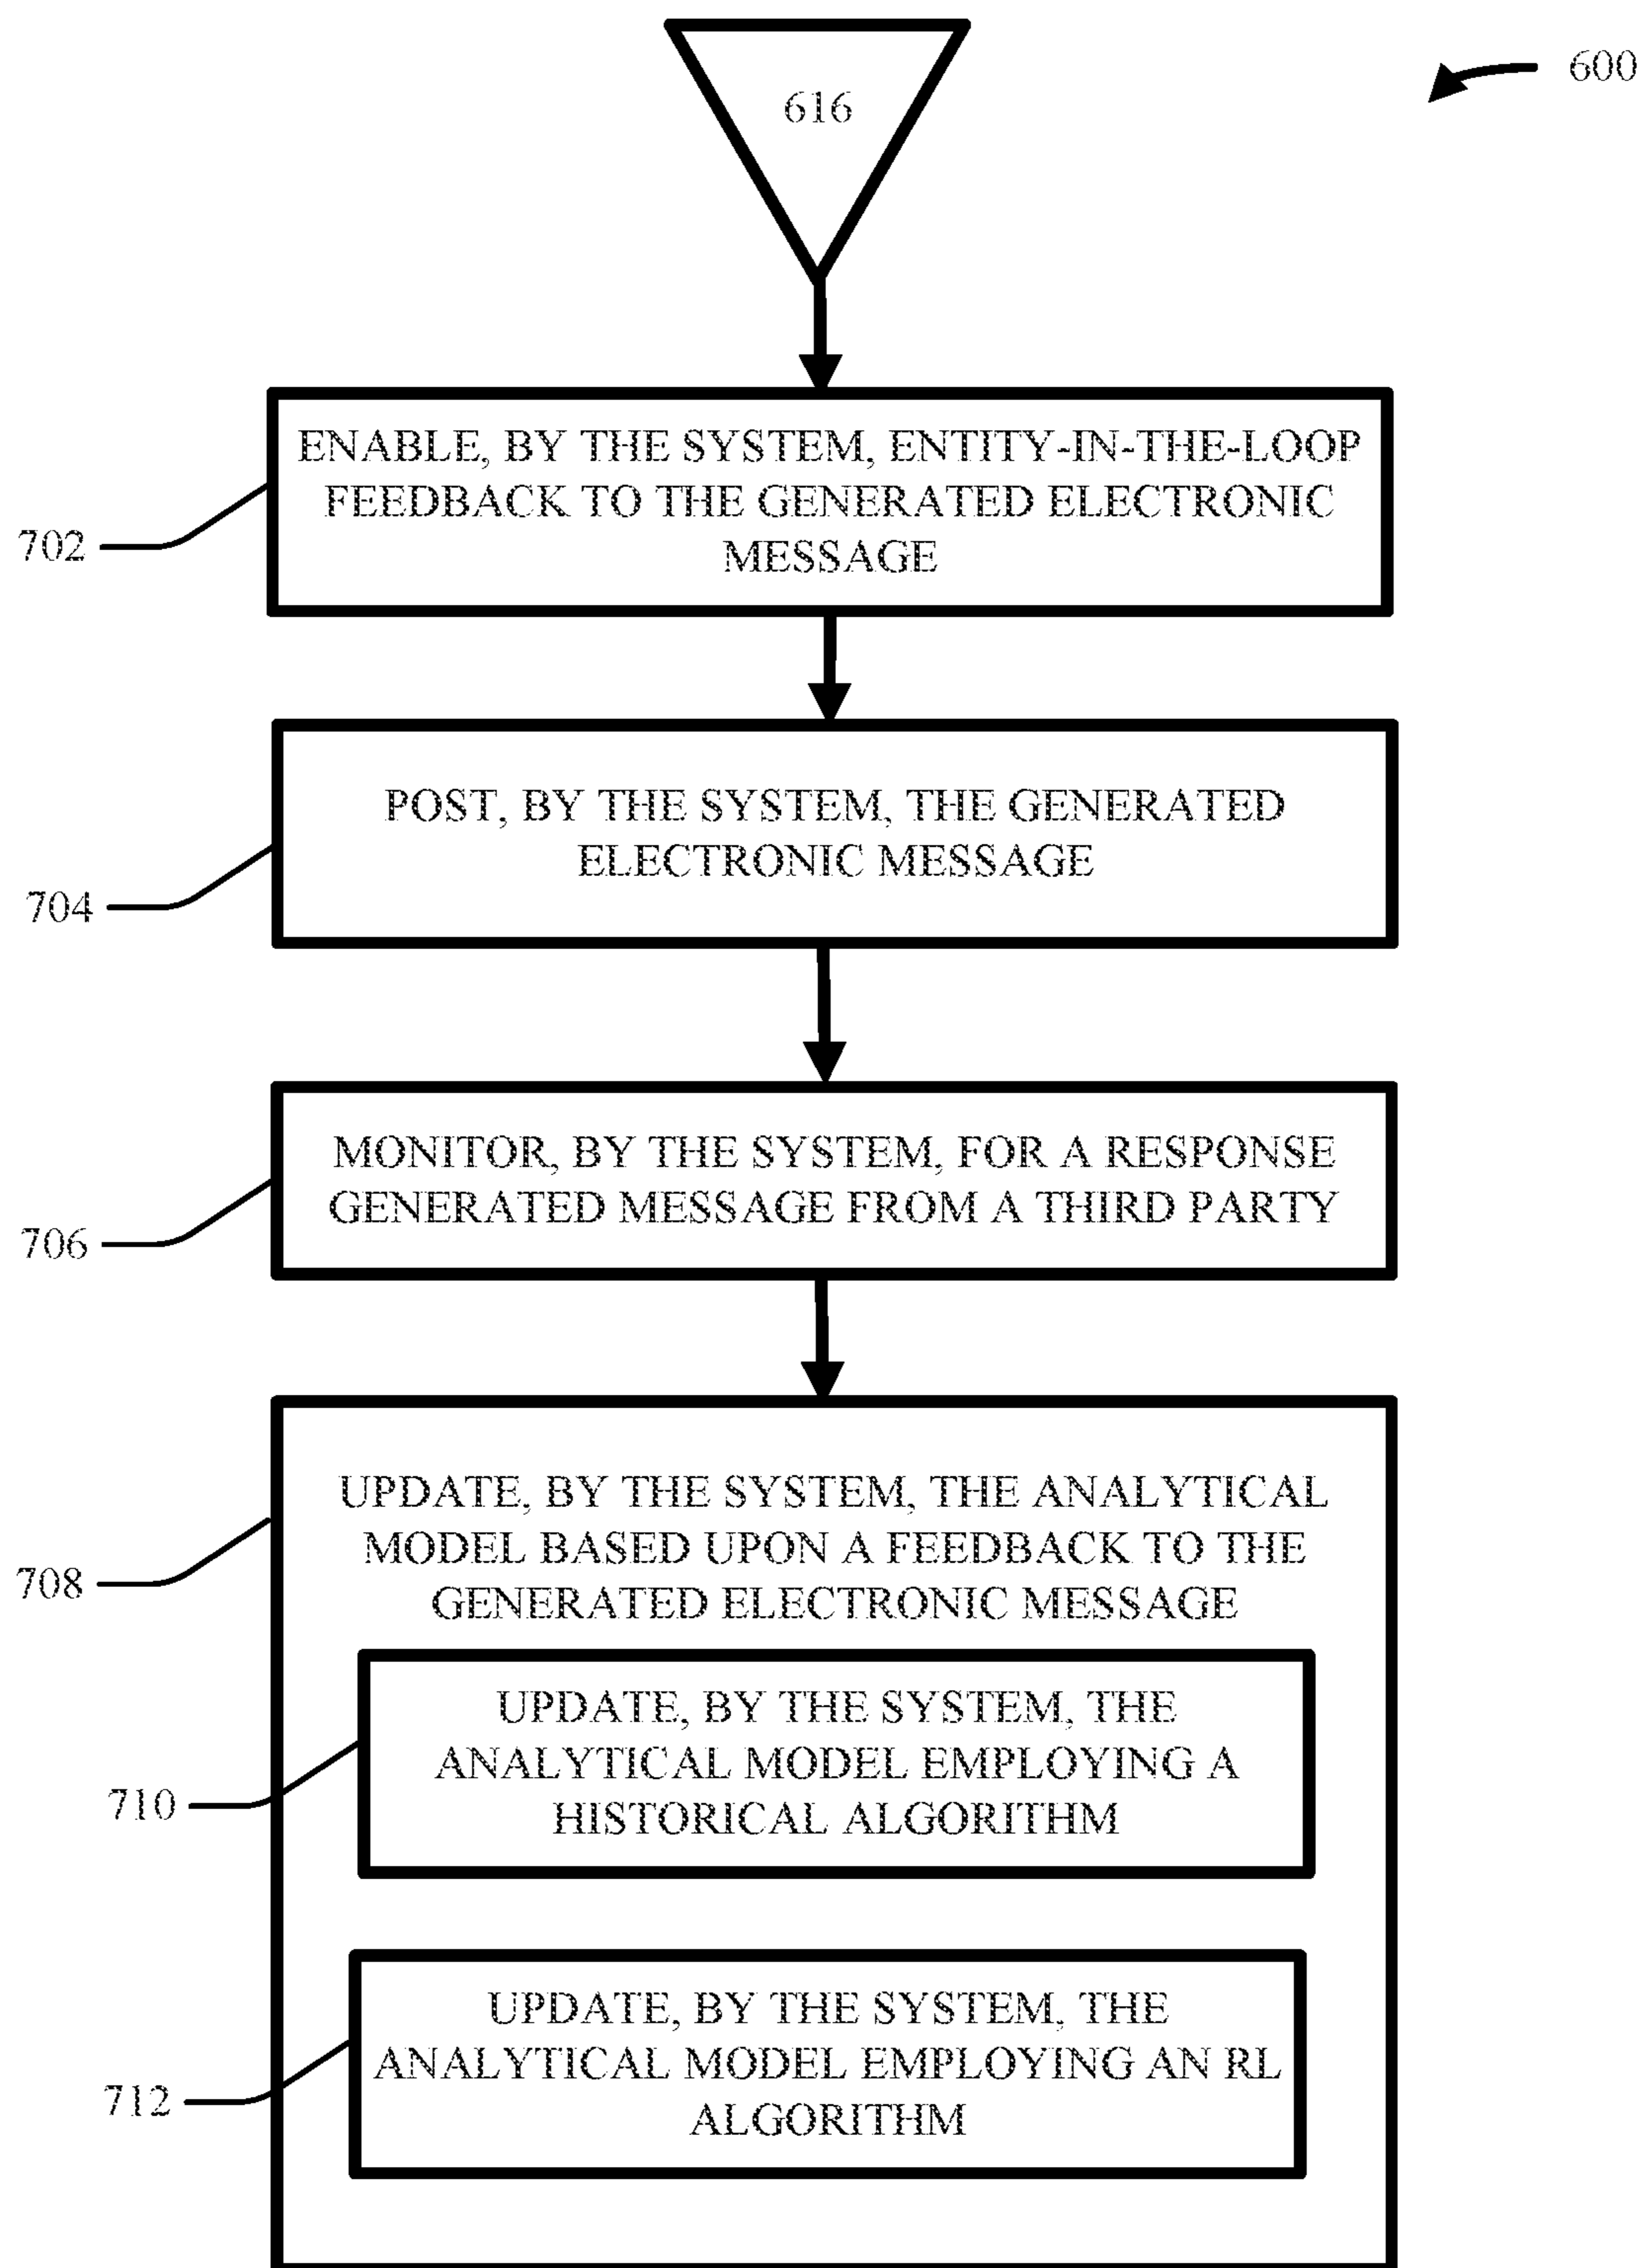 600
616
ENABLE, BY THE SYSTEM, ENTITY-IN-THE-LOOP
FEEDBACK TO THE GENERATED ELECTRONIC
MESSAGE
702
POST, BY THE SYSTEM, THE GENERATED
ELECTRONIC MESSAGE
704
MONITOR, BY THE SYSTEM, FOR A RESPONSE
GENERATED MESSAGE FROM A THIRD PARTY
706
UPDATE, BY THE SYSTEM, THE ANALYTICAL
MODEL BASED UPON A FEEDBACK TO THE
GENERATED ELECTRONIC MESSAGE
708
UPDATE, BY THE SYSTEM, THE
ANALYTICAL MODEL EMPLOYING A
HISTORICAL ALGORITHM
710
UPDATE, BY THE SYSTEM, THE
ANALYTICAL MODEL EMPLOYING AN RL
ALGORITHM
712